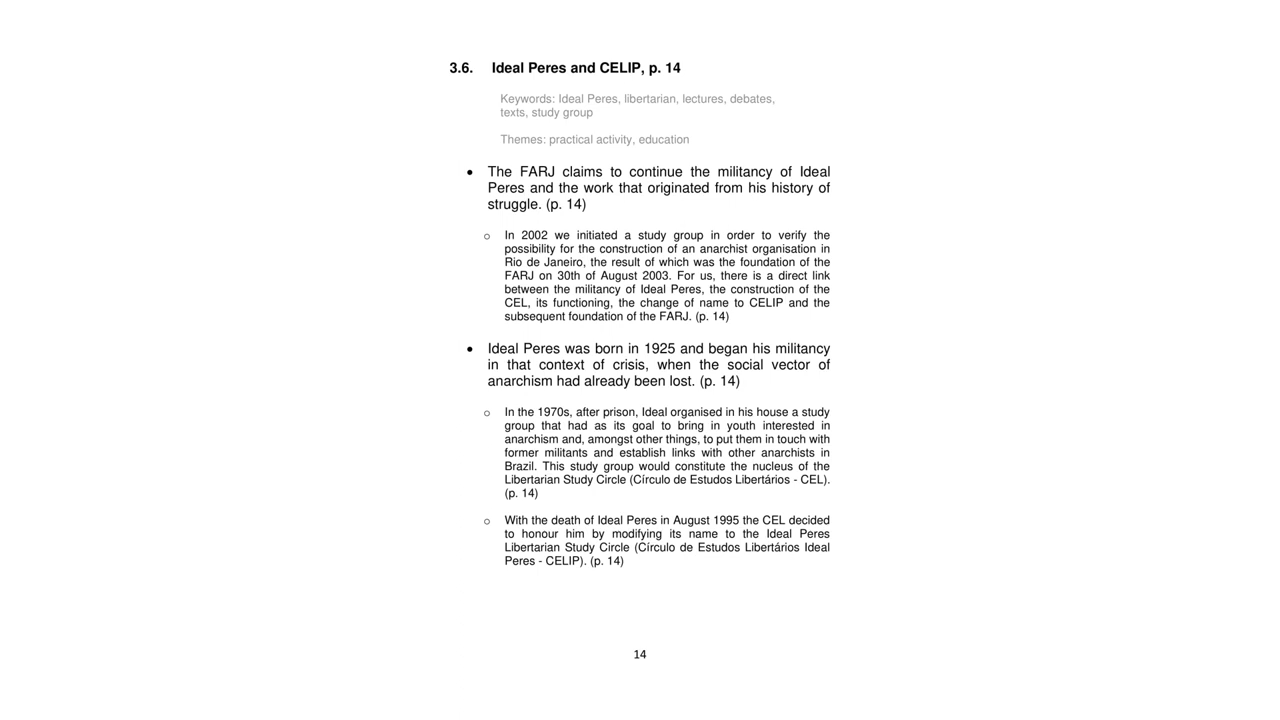 3.6. Ideal Peres and CELIP, p. 14
Keywords: Ideal Peres, libertarian, lectures, debates,
texts, study group
Themes: practical activity, education
• The FARJ claims to continue the militancy of Ideal
Peres and the work that originated from his history of
struggle. (p. 14)
o In 2002 we initiated a study group in order to verify the
possibility for the construction of an anarchist organisation in
Rio de Janeiro, the result of which was the foundation of the
FARJ on 30th of August 2003. For us, there is a direct link
between the militancy of Ideal Peres, the construction of the
CEL, its functioning, the change of name to CELIP and the
subsequent foundation of the FARJ. (p. 14)
• Ideal Peres was born in 1925 and began his militancy
in that context of crisis, when the social vector of
anarchism had already been lost. (p. 14)
o In the 1970s, after prison, Ideal organised in his house a study
group that had as its goal to bring in youth interested in
anarchism and, amongst other things, to put them in touch with
former militants and establish links with other anarchists in
Brazil. This study group would constitute the nucleus of the
Libertarian Study Circle (Círculo de Estudos Libertários - CEL).
(p. 14)
o With the death of Ideal Peres in August 1995 the CEL decided
to honour him by modifying its name to the Ideal Peres
Libertarian Study Circle (Círculo de Estudos Libertários Ideal
Peres - CELIP). (p. 14)
14